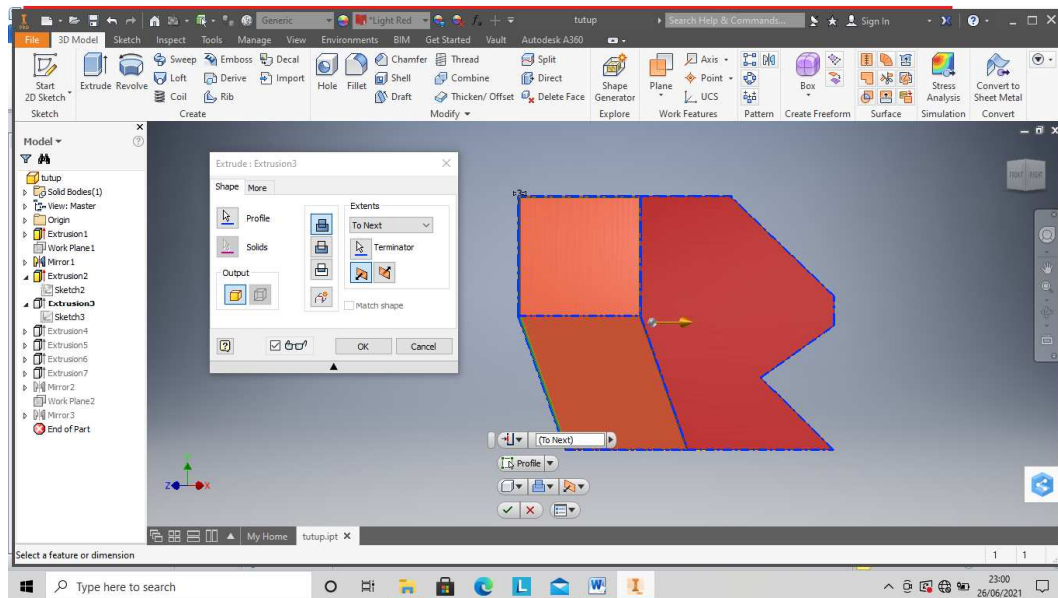 PRO
Generic
*Light Red
tutup
Search Help & Commands...
Sign In
File 3D Model Sketch Inspect Tools Manage View Environments BIM Get Started Vault Autodesk A360
Start 2D Sketch
Extrude Revolve
Sweep Emboss Decal
Loft Derive Import
Coil Rib
Hole Fillet
Chamfer Thread
Shell Combine
Draft Thicken/ Offset
Split
Direct
Delete Face
Shape Generator
Plane
Axis
Point
UCS
Box
Stress Analysis
Convert to Sheet Metal
Sketch Create Modify Explore Work Features Pattern Create Freeform Surface Simulation Convert
Model
tutup
Solid Bodies(1)
View: Master
Origin
Extrusion1
Work Plane1
Mirror1
Extrusion2
Sketch2
Extrusion3
Sketch3
Extrusion4
Extrusion5
Extrusion6
Extrusion7
Mirror2
Work Plane2
Mirror3
End of Part
Extrude : Extrusion3
Shape More
Profile
Solids
Output
Extents
To Next
Terminator
Match shape
OK Cancel
FRONT RIGHT
(To Next)
Profile
Z X
My Home tutup.ipt
Select a feature or dimension
1 1
Type here to search
23:00
26/06/2021